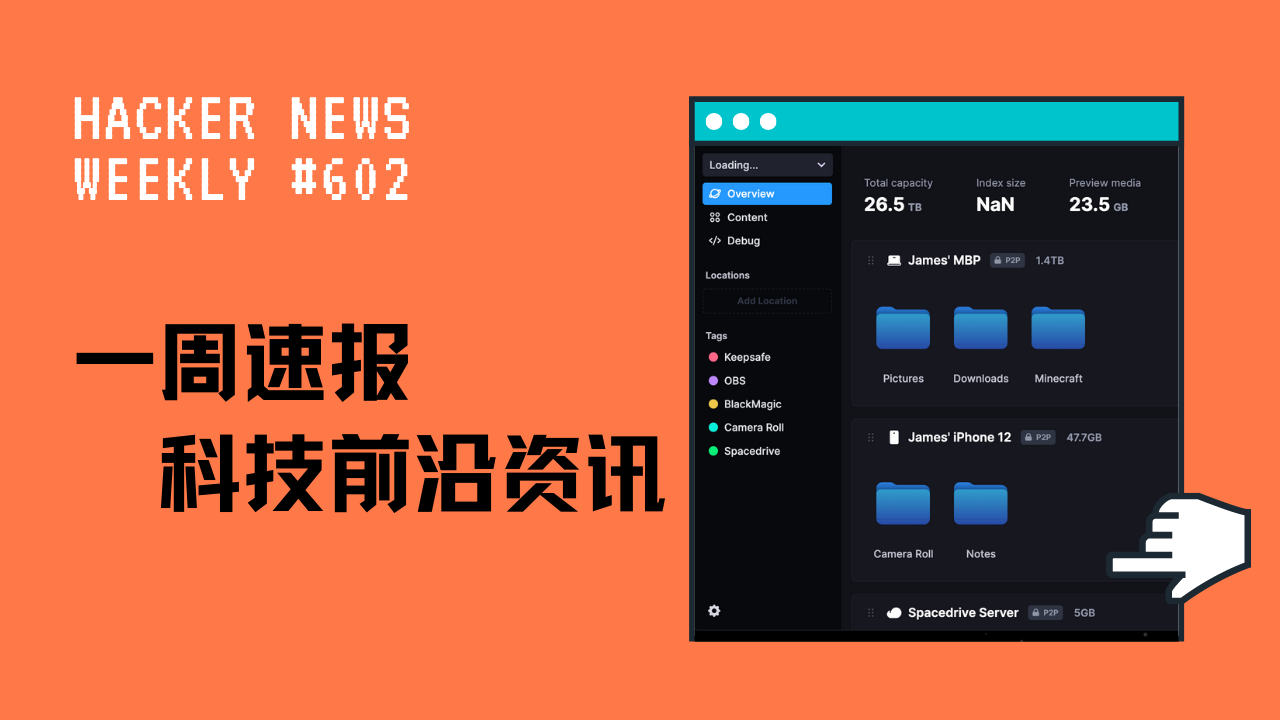 HACKER NEWS
WEEKLY #602
一周速报
科技前沿资讯
Loading...
Overview
Content
Debug
Locations
Add Location
Tags
Keepsafe
OBS
BlackMagic
Camera Roll
Spacedrive
Total capacity
26.5 TB
Index size
NaN
Preview media
23.5 GB
James' MBP P2P 1.4TB
Pictures Downloads Minecraft
James' iPhone 12 P2P 47.7GB
Camera Roll Notes
Spacedrive Server P2P 5GB